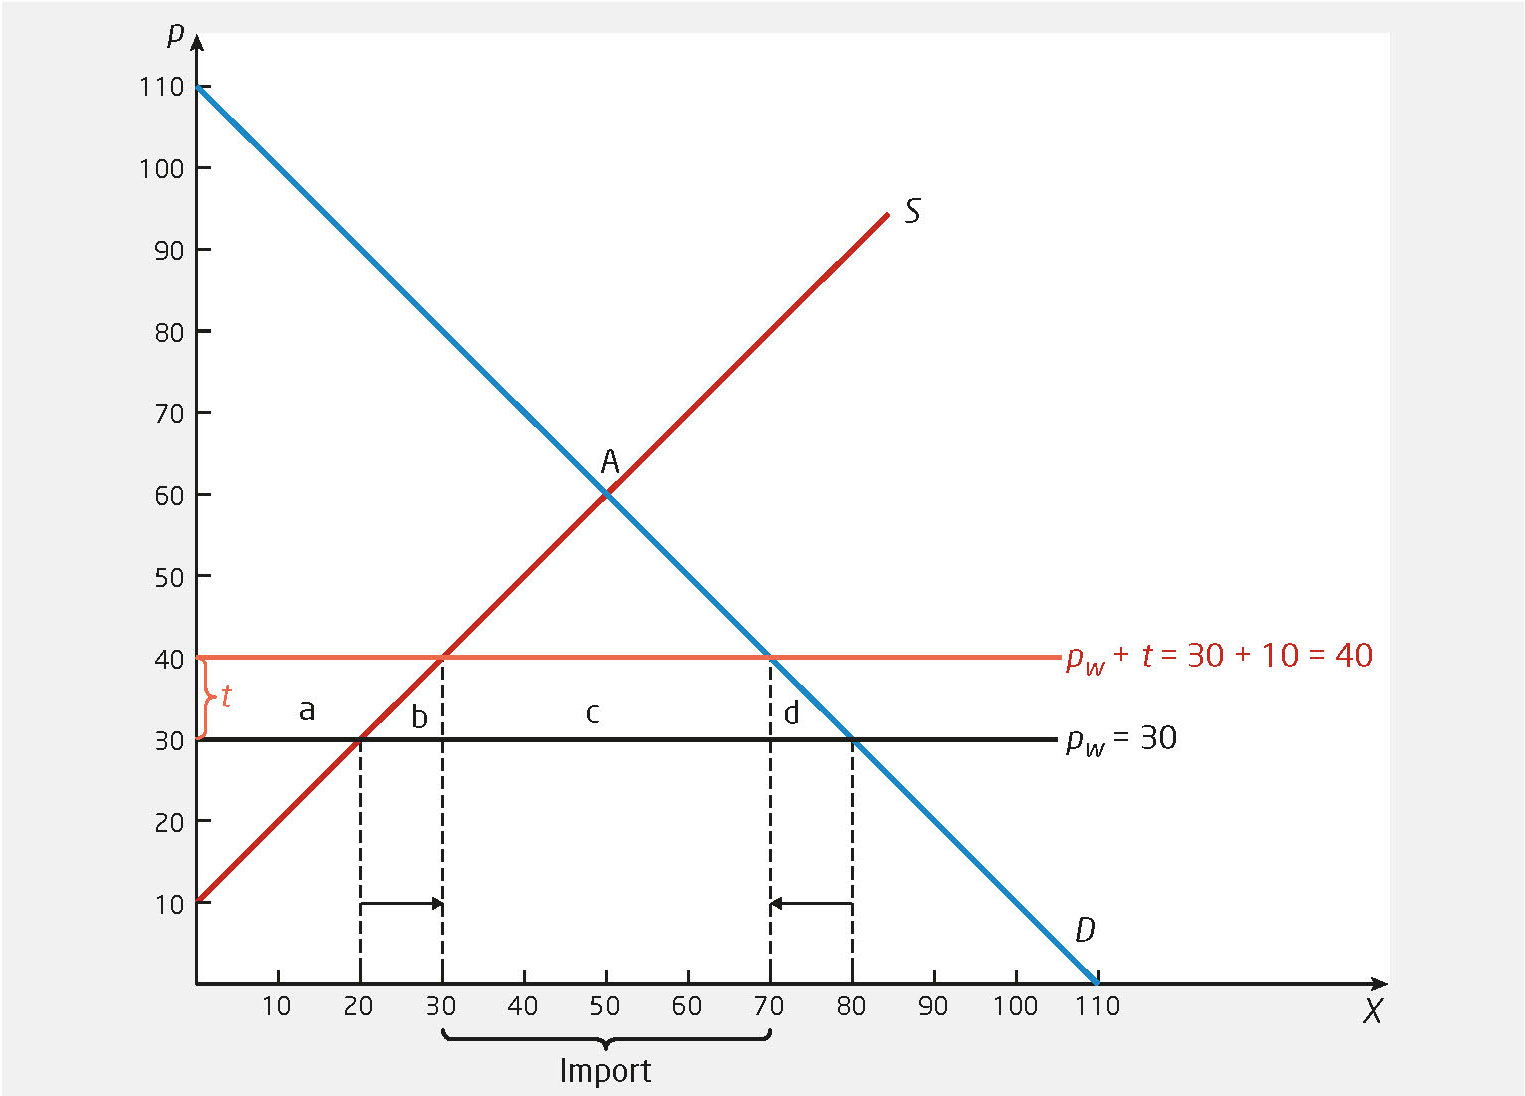 p
110
100
90
80
70
60
50
40
30
20
10
S
A
p_w + t = 30 + 10 = 40
t
a
b
c
d
p_w = 30
D
10 20 30 40 50 60 70 80 90 100 110
X
Import